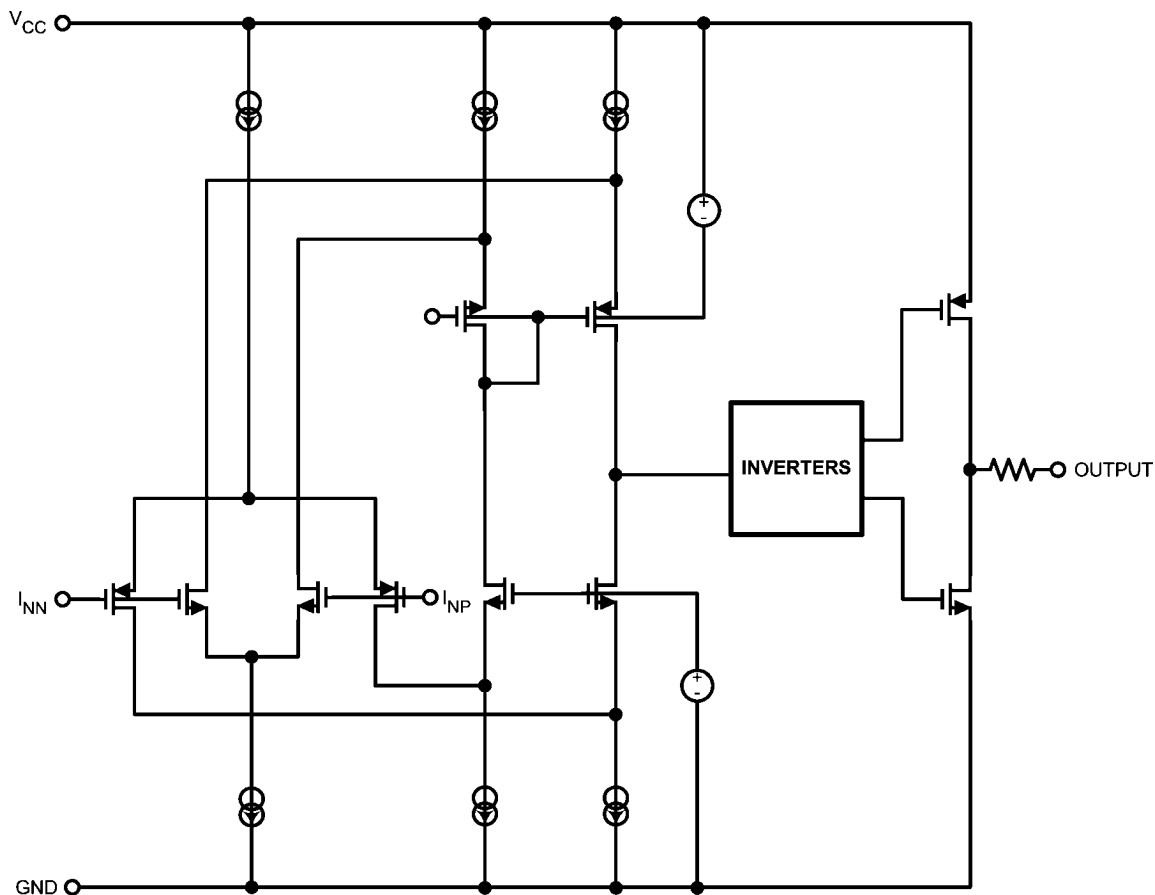 VCC
+
-
INVERTERS
OUTPUT
INN
INP
+
-
GND